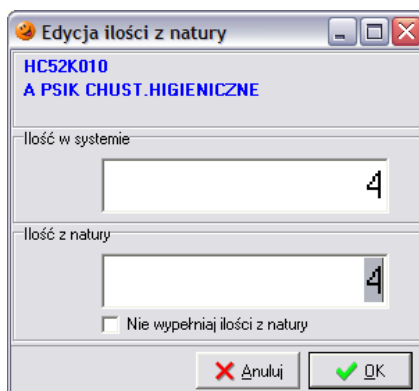 Edycja ilości z natury
HC52K010
A PSIK CHUST.HIGIENICZNE
Ilość w systemie
4
Ilość z natury
4
Nie wypełniaj ilości z natury
Anuluj OK